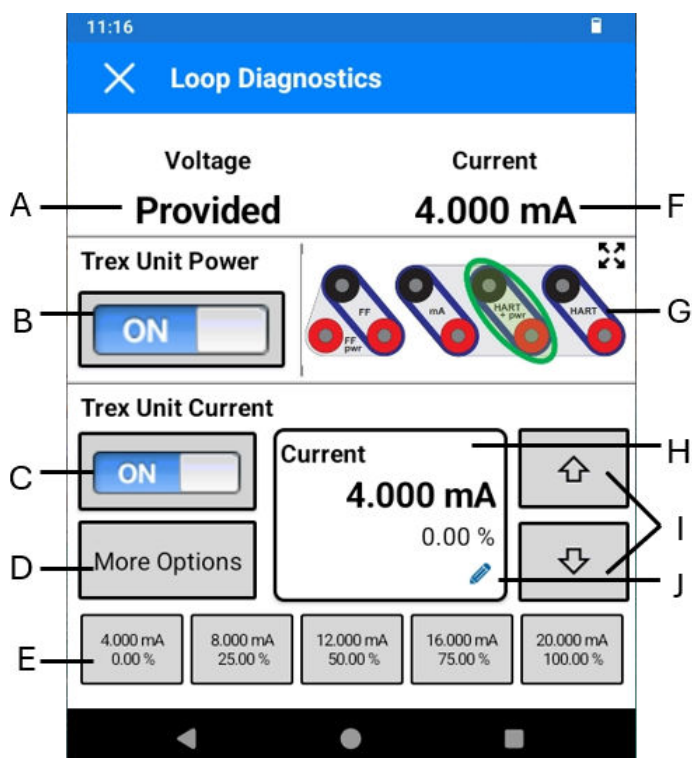 11:16
Loop Diagnostics
Voltage
Current
A
Provided
4.000 mA
F
Trex Unit Power
B
ON
FF
FF
pwr
mA
HART
+ pwr
HART
G
Trex Unit Current
C
ON
Current
4.000 mA
0.00 %
H
I
D
More Options
J
E
4.000 mA
0.00 %
8.000 mA
25.00 %
12.000 mA
50.00 %
16.000 mA
75.00 %
20.000 mA
100.00 %